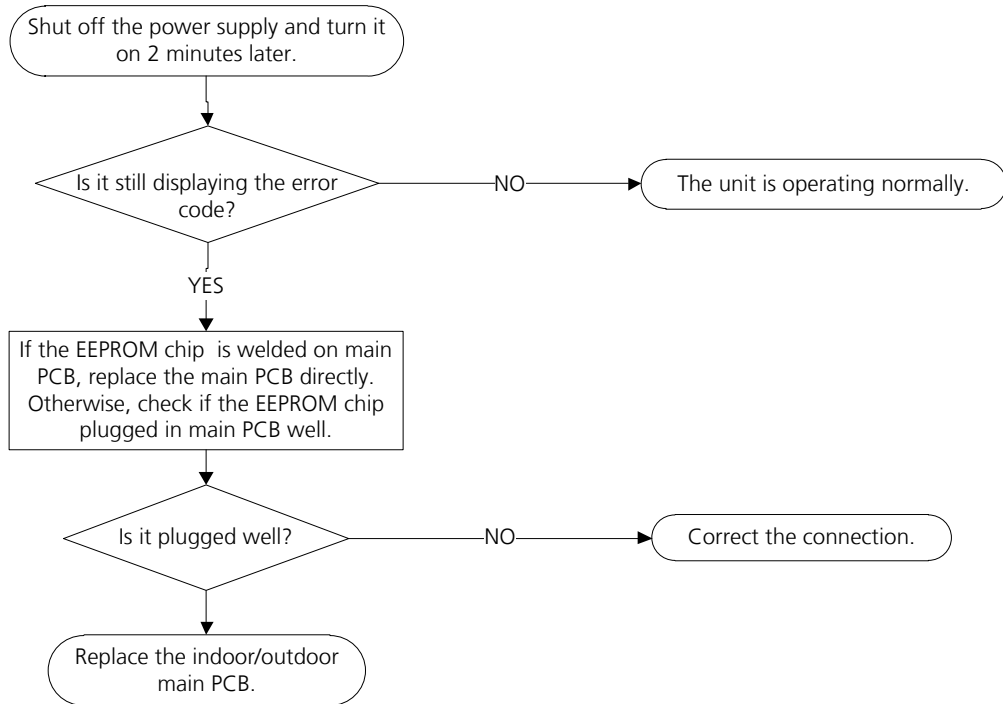 Shut off the power supply and turn it
on 2 minutes later.
Is it still displaying the error
code?
NO
The unit is operating normally.
YES
If the EEPROM chip is welded on main
PCB, replace the main PCB directly.
Otherwise, check if the EEPROM chip
plugged in main PCB well.
Is it plugged well?
NO
Correct the connection.
Replace the indoor/outdoor
main PCB.